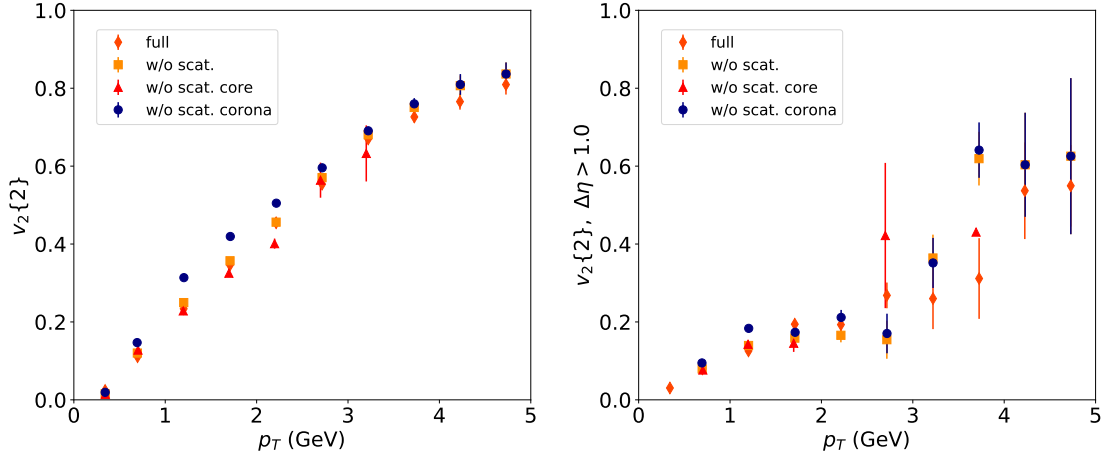 1.0
0.8
0.6
0.4
0.2
0.0
v₂{2}
full
w/o scat.
w/o scat. core
w/o scat. corona
0 1 2 3 4 5
p_T (GeV)
1.0
0.8
0.6
0.4
0.2
0.0
v₂{2}, Δη > 1.0
full
w/o scat.
w/o scat. core
w/o scat. corona
0 1 2 3 4 5
p_T (GeV)